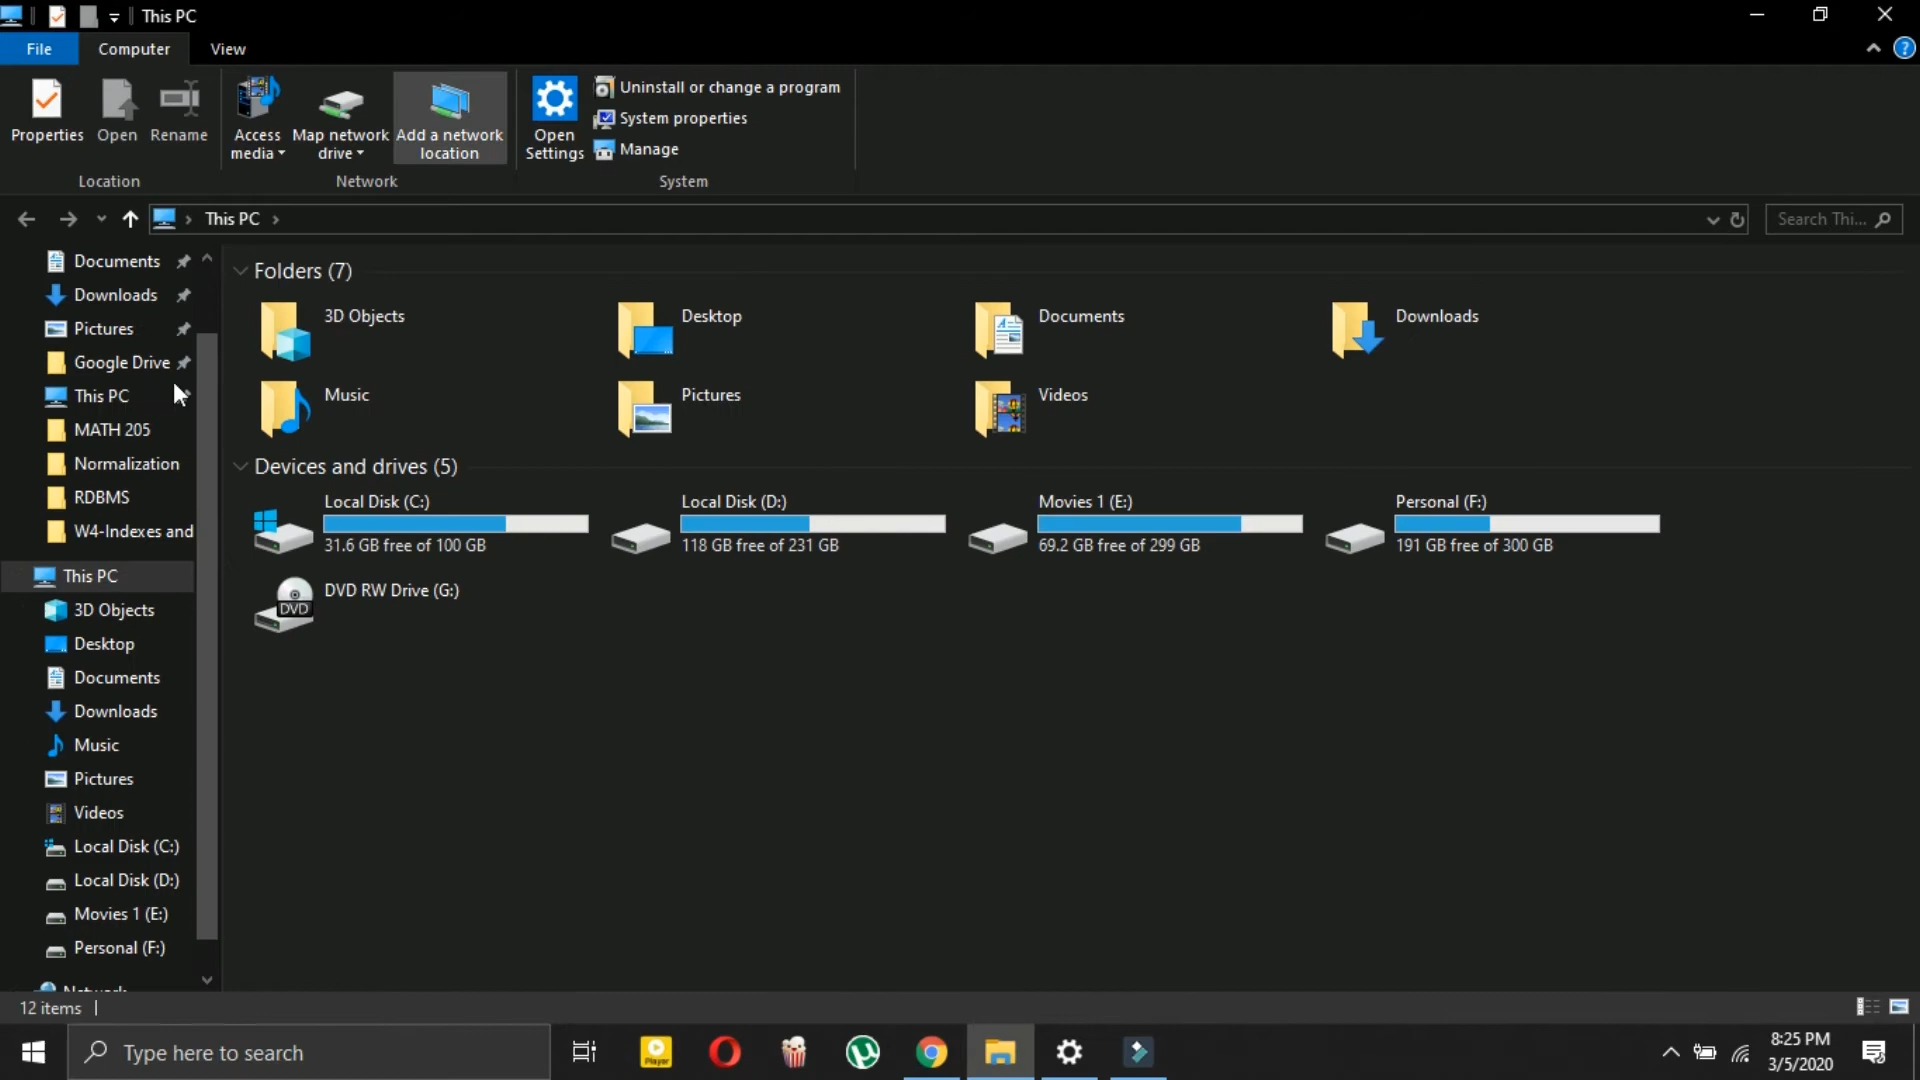 This PC
File
Computer
View
Properties
Open
Rename
Access media
Map network drive
Add a network location
Open Settings
Uninstall or change a program
System properties
Manage
Location
Network
System
This PC
Search Thi...
Documents
Downloads
Pictures
Google Drive
This PC
MATH 205
Normalization
RDBMS
W4-Indexes and
This PC
3D Objects
Desktop
Documents
Downloads
Music
Pictures
Videos
Local Disk (C:)
Local Disk (D:)
Movies 1 (E:)
Personal (F:)
Network
Folders (7)
3D Objects
Desktop
Documents
Downloads
Music
Pictures
Videos
Devices and drives (5)
Local Disk (C:)
31.6 GB free of 100 GB
Local Disk (D:)
118 GB free of 231 GB
Movies 1 (E:)
69.2 GB free of 299 GB
Personal (F:)
191 GB free of 300 GB
DVD
DVD RW Drive (G:)
12 items
Type here to search
Player
8:25 PM
3/5/2020